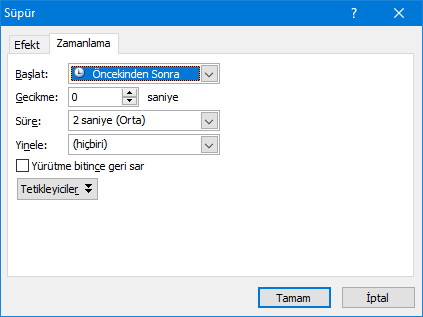 Süpür
Efekt Zamanlama
Başlat: Öncekinden Sonra
Gecikme: 0 saniye
Süre: 2 saniye (Orta)
Yinele: (hiçbiri)
Yürütme bitince geri sar
Tetikleyiciler
Tamam İptal